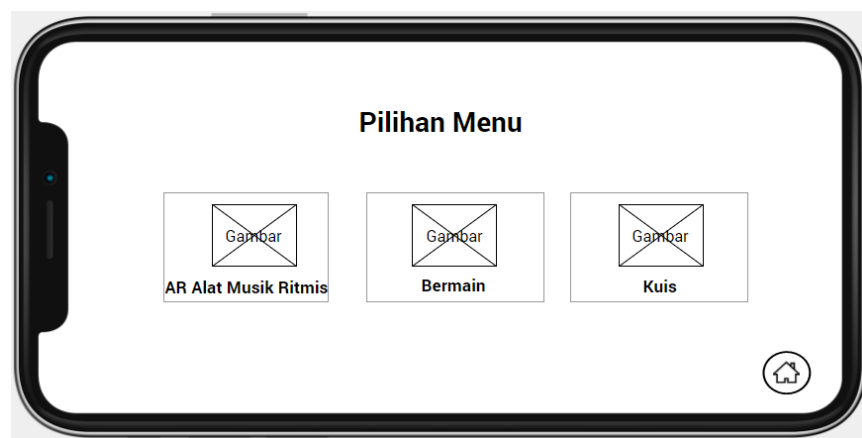 Pilihan Menu
Gambar
Gambar
Gambar
AR Alat Musik Ritmis
Bermain
Kuis